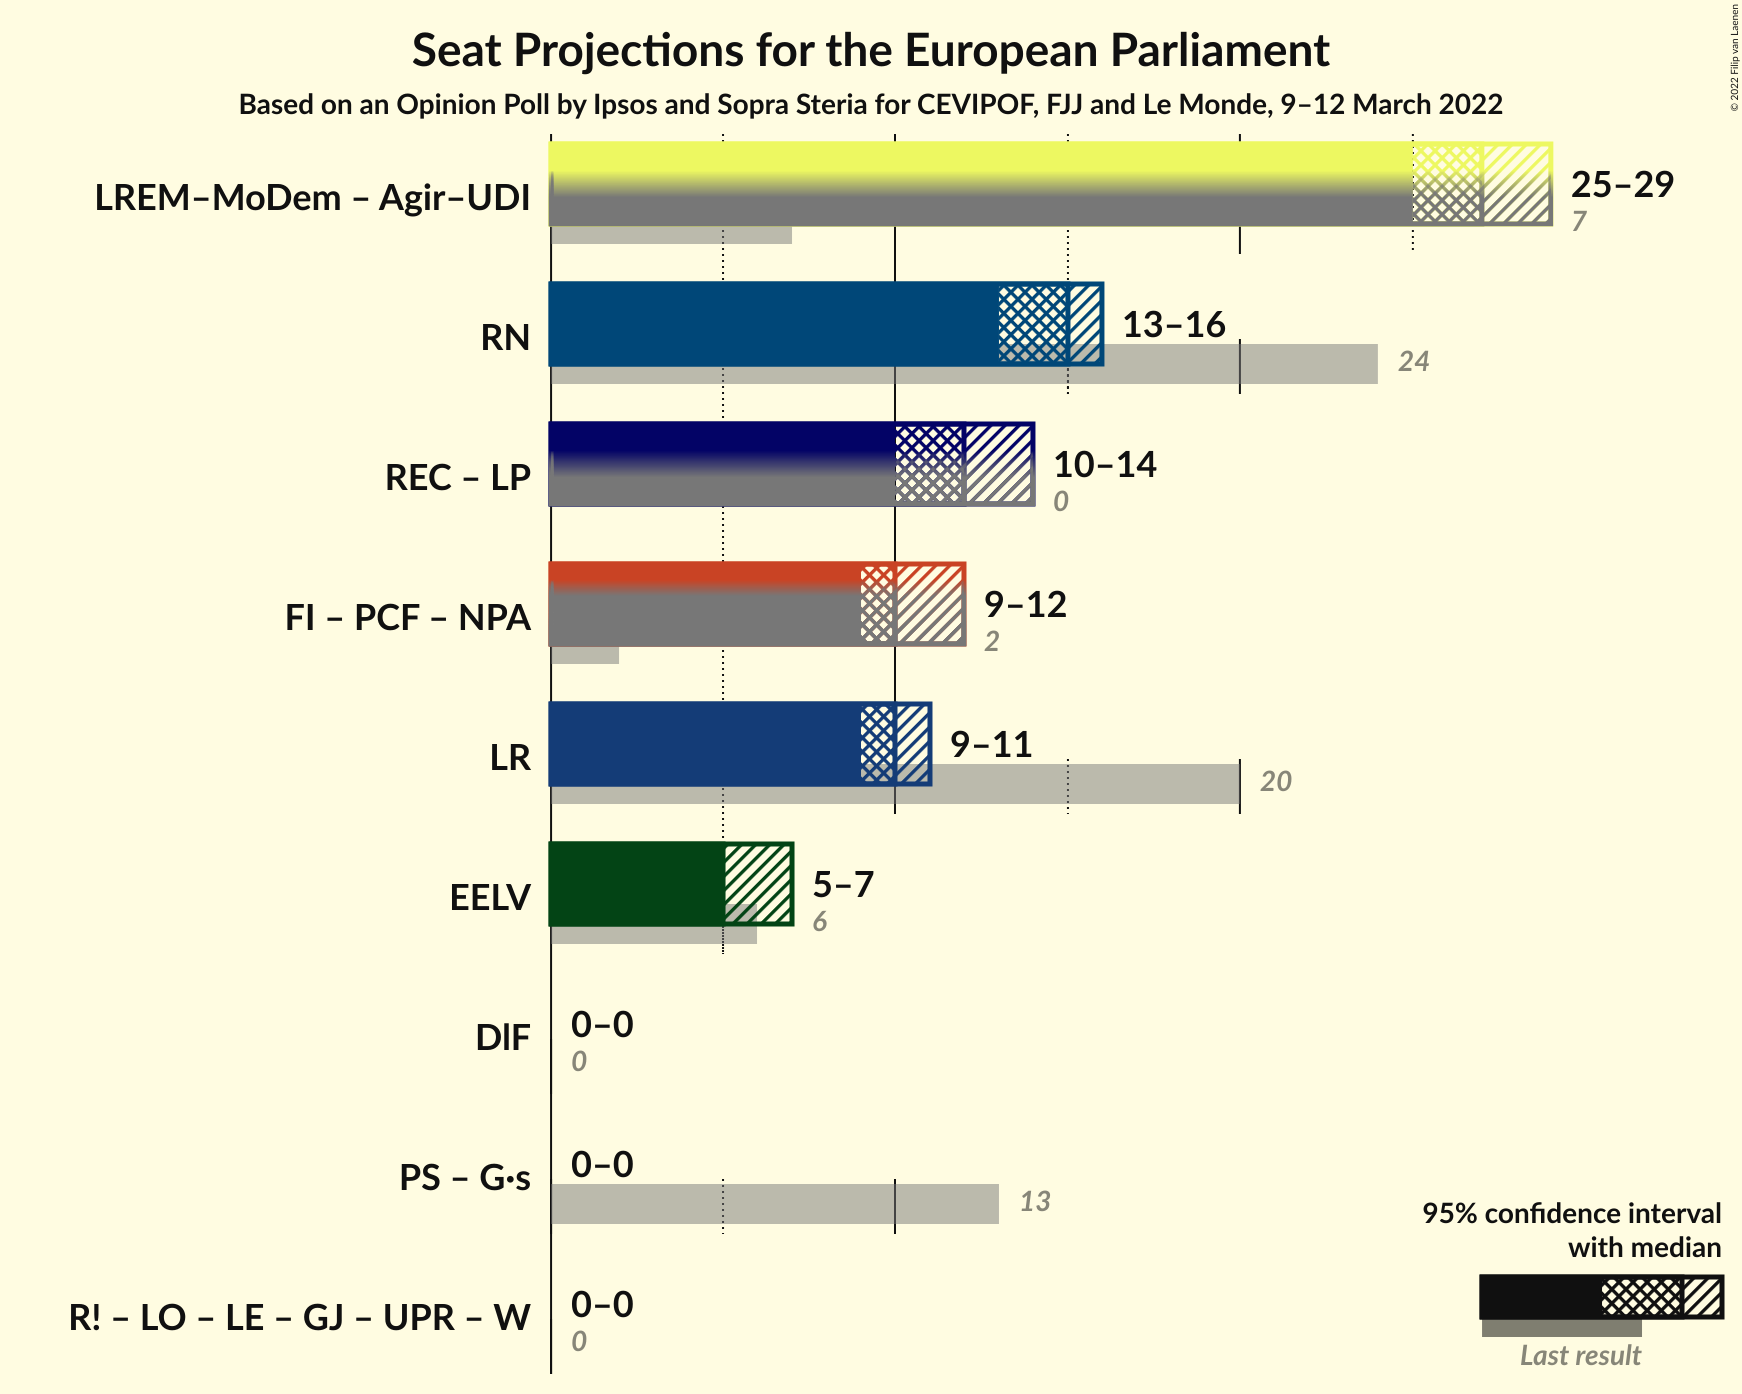 Seat Projections for the European Parliament
Based on an Opinion Poll by Ipsos and Sopra Steria for CEVIPOF, FJJ and Le Monde, 9–12 March 2022
© 2022 Filip van Laenen
LREM–MoDem – Agir–UDI
25–29
7
RN
13–16
24
REC – LP
10–14
0
FI – PCF – NPA
9–12
2
LR
9–11
20
EELV
5–7
6
DlF
0–0
0
PS – G·s
0–0
13
R! – LO – LE – GJ – UPR – W
0–0
0
95% confidence interval
with median
Last result